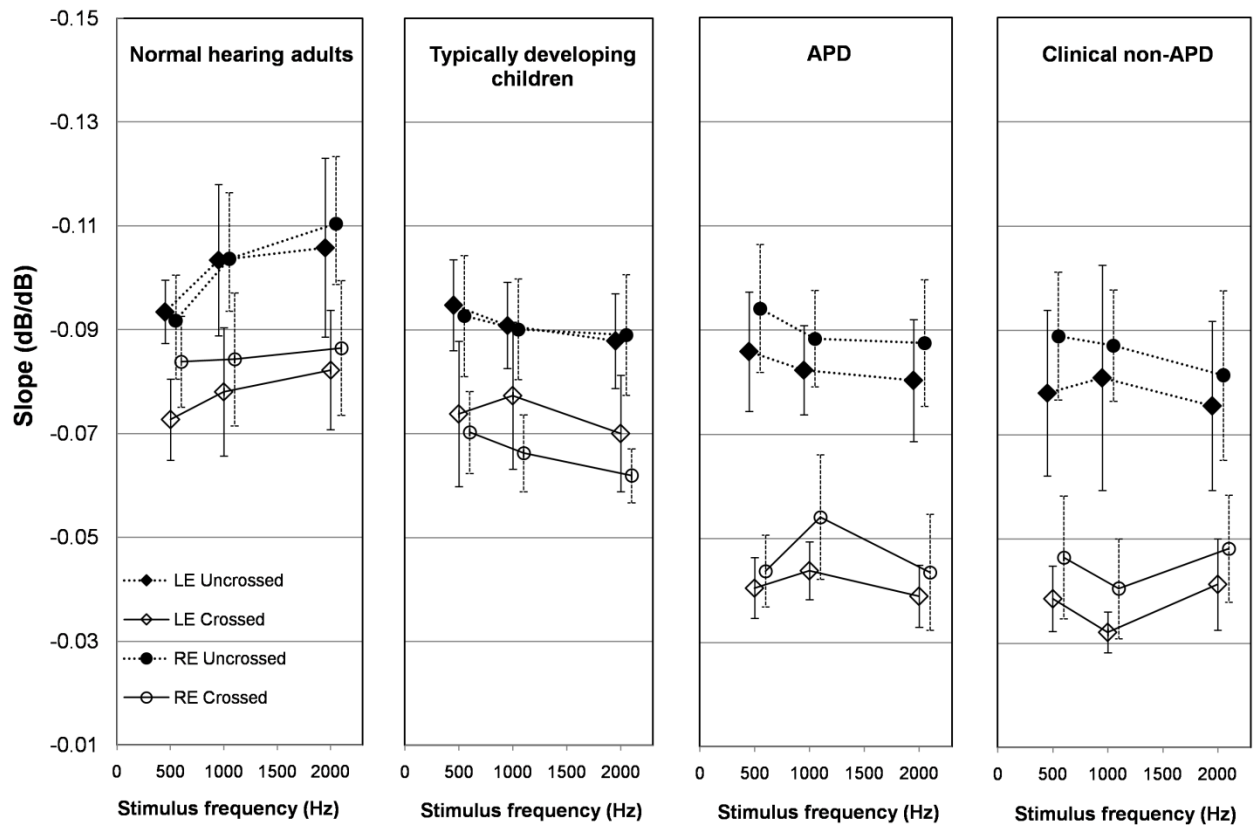 Normal hearing adults
Typically developing
children
APD
Clinical non-APD
Slope (dB/dB)
-0.15
-0.13
-0.11
-0.09
-0.07
-0.05
-0.03
-0.01
LE Uncrossed
LE Crossed
RE Uncrossed
RE Crossed
0 500 1000 1500 2000
0 500 1000 1500 2000
0 500 1000 1500 2000
0 500 1000 1500 2000
Stimulus frequency (Hz)
Stimulus frequency (Hz)
Stimulus frequency (Hz)
Stimulus frequency (Hz)